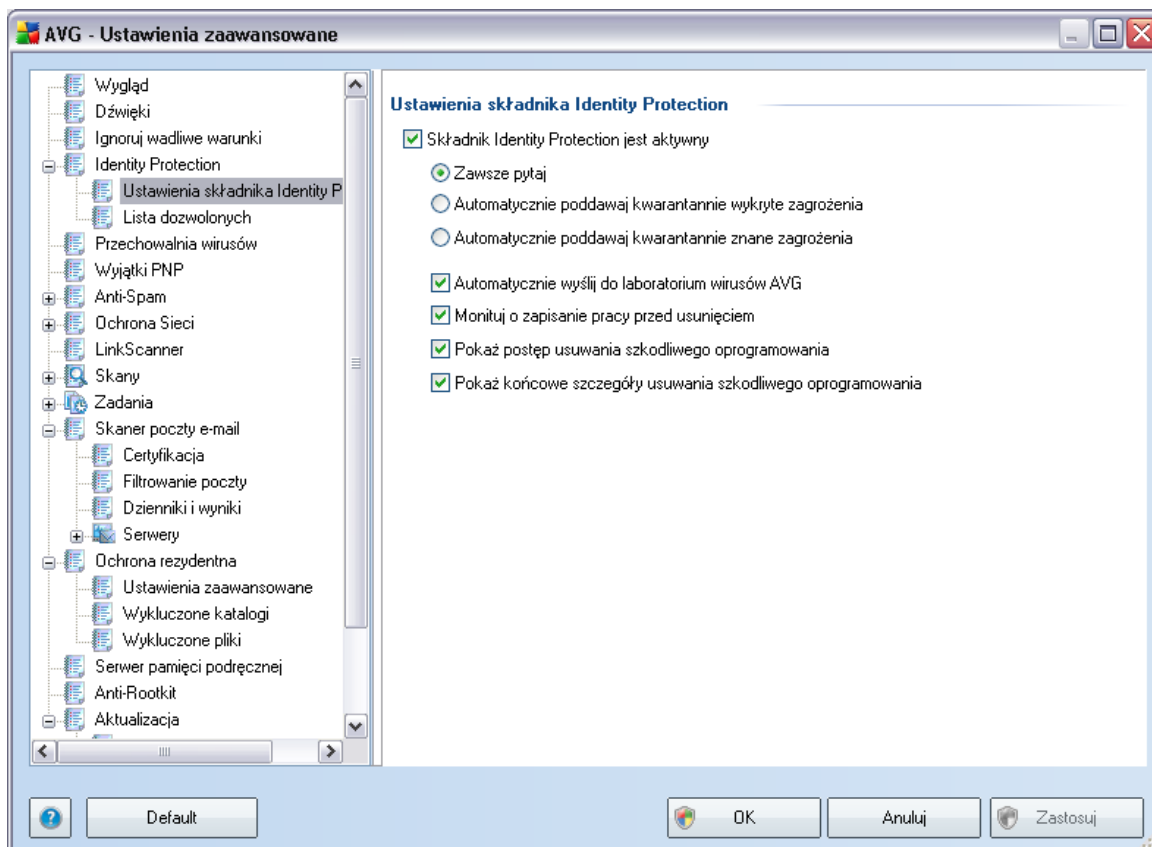 AVG - Ustawienia zaawansowane
Wygląd
Dźwięki
Ignoruj wadliwe warunki
Identity Protection
Ustawienia składnika Identity P
Lista dozwolonych
Przechowalnia wirusów
Wyjątki PNP
Anti-Spam
Ochrona Sieci
LinkScanner
Skany
Zadania
Skaner poczty e-mail
Certyfikacja
Filtrowanie poczty
Dzienniki i wyniki
Serwery
Ochrona rezydentna
Ustawienia zaawansowane
Wykluczone katalogi
Wykluczone pliki
Serwer pamięci podręcznej
Anti-Rootkit
Aktualizacja
Ustawienia składnika Identity Protection
Składnik Identity Protection jest aktywny
Zawsze pytaj
Automatycznie poddawaj kwarantannie wykryte zagrożenia
Automatycznie poddawaj kwarantannie znane zagrożenia
Automatycznie wyślij do laboratorium wirusów AVG
Monituj o zapisanie pracy przed usunięciem
Pokaż postęp usuwania szkodliwego oprogramowania
Pokaż końcowe szczegóły usuwania szkodliwego oprogramowania
Default
OK
Anuluj
Zastosuj